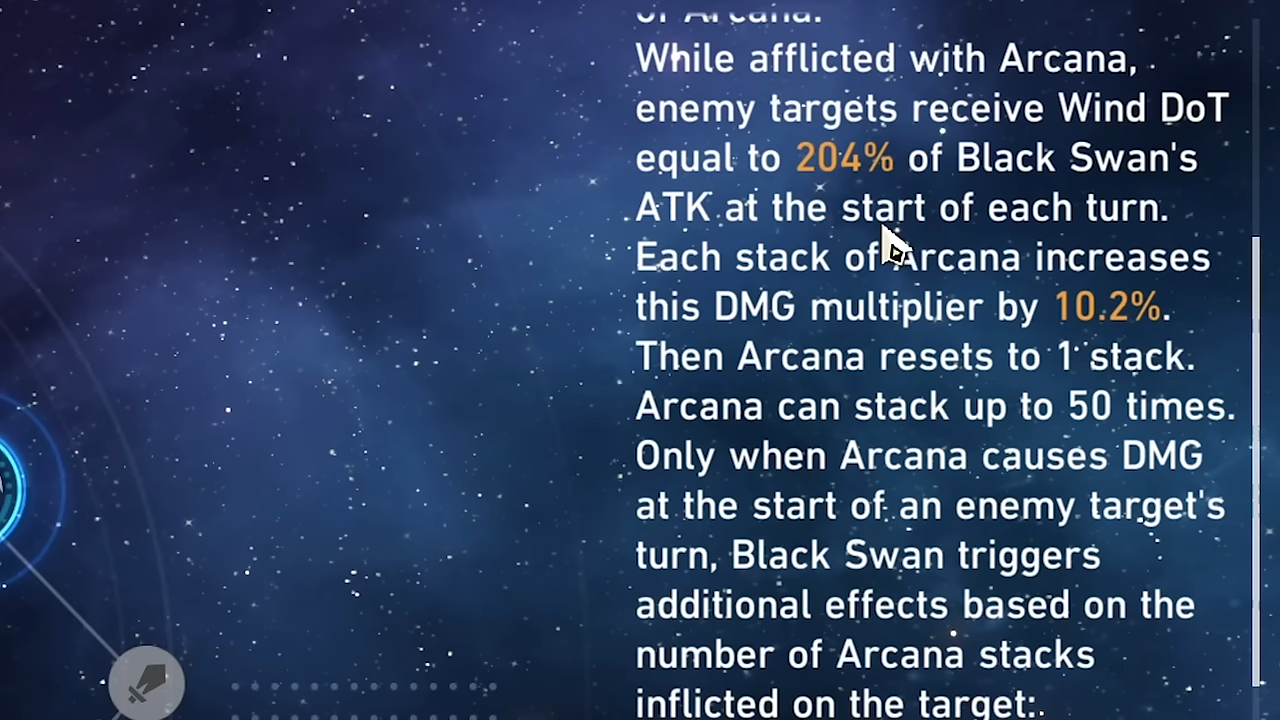 of Arcana.
While afflicted with Arcana,
enemy targets receive Wind DoT
equal to 204% of Black Swan's
ATK at the start of each turn.
Each stack of Arcana increases
this DMG multiplier by 10.2%.
Then Arcana resets to 1 stack.
Arcana can stack up to 50 times.
Only when Arcana causes DMG
at the start of an enemy target's
turn, Black Swan triggers
additional effects based on the
number of Arcana stacks
inflicted on the target: